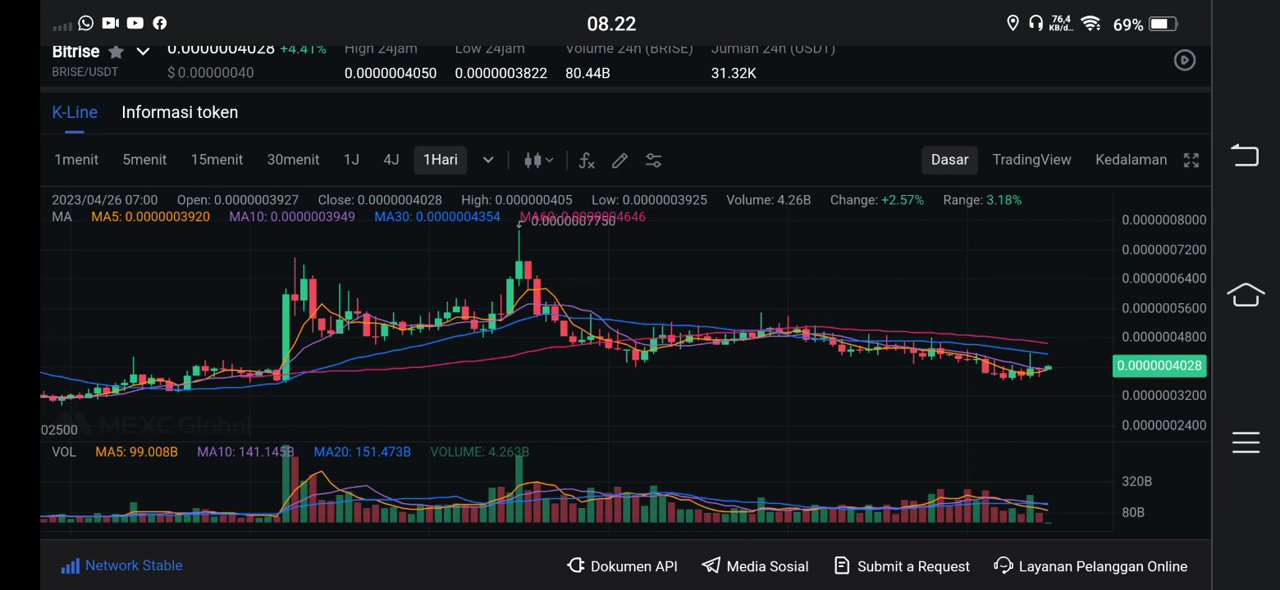 08.22
76,4 KB/d... 69%
Bitrise 0.0000004028 +4.41% High 24jam Low 24jam Volume 24h (BRISE) Jumlah 24h (USDT)
BRISE/USDT $ 0.00000040 0.0000004050 0.0000003822 80.44B 31.32K
K-Line Informasi token
1menit 5menit 15menit 30menit 1J 4J 1Hari Dasar TradingView Kedalaman
2023/04/26 07:00 Open: 0.0000003927 Close: 0.0000004028 High: 0.000000405 Low: 0.0000003925 Volume: 4.26B Change: +2.57% Range: 3.18%
MA MA5: 0.0000003920 MA10: 0.0000003949 MA30: 0.0000004354 MA60: 0.0000004646
0.0000007750
0.0000008000
0.0000007200
0.0000006400
0.0000005600
0.0000004800
0.0000004028
0.0000003200
0.0000002400
MEXC Global
02500
VOL MA5: 99.008B MA10: 141.145B MA20: 151.473B VOLUME: 4.263B
320B
80B
Network Stable Dokumen API Media Sosial Submit a Request Layanan Pelanggan Online